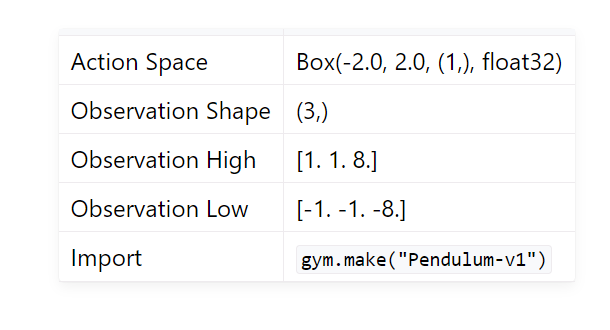 Action Space Box(-2.0, 2.0, (1,), float32)
Observation Shape (3,)
Observation High [1. 1. 8.]
Observation Low [-1. -1. -8.]
Import gym.make("Pendulum-v1")